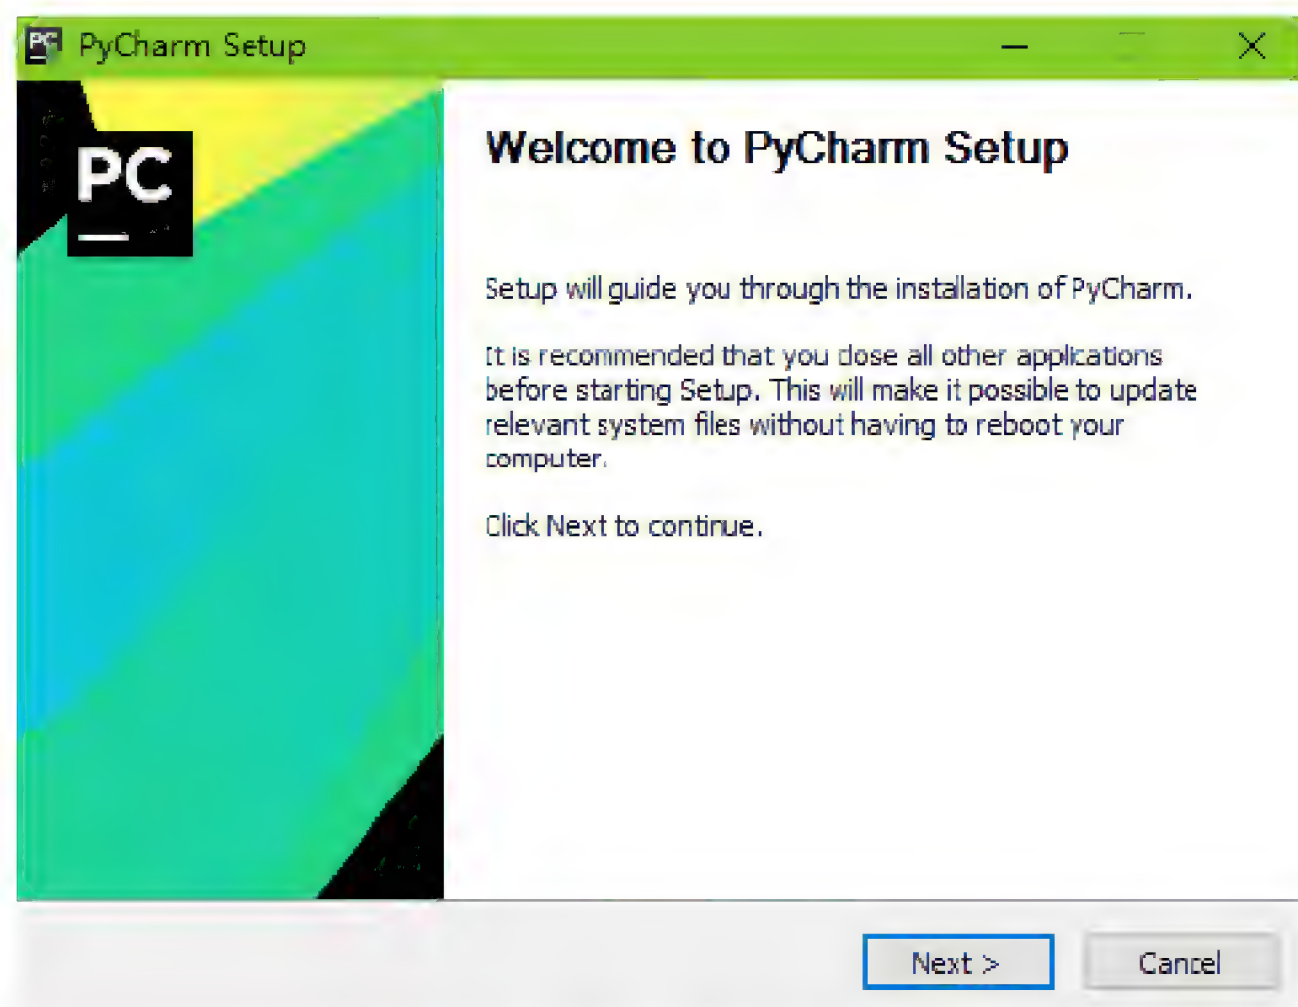 PC PyCharm Setup
PC
Welcome to PyCharm Setup
Setup will guide you through the installation of PyCharm.
It is recommended that you close all other applications
before starting Setup. This will make it possible to update
relevant system files without having to reboot your
computer.
Click Next to continue.
Next >
Cancel